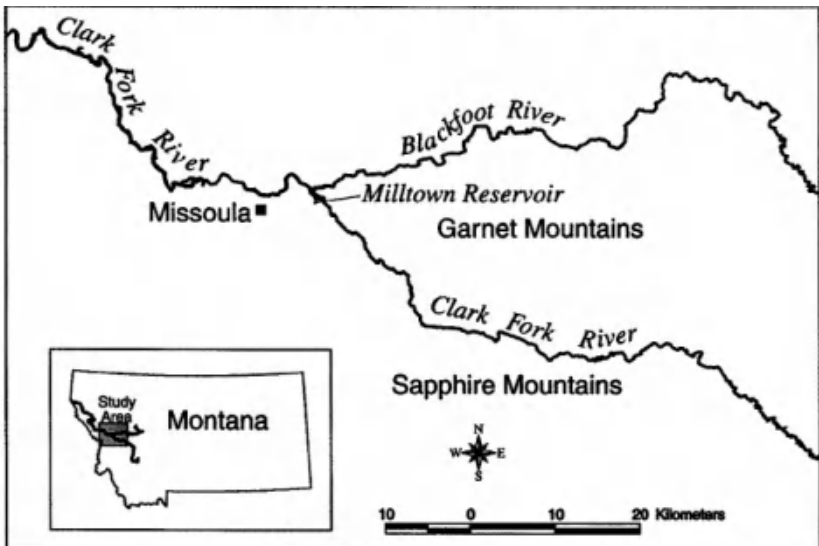 Clark Fork River
Blackfoot River
Milltown Reservoir
Missoula
Garnet Mountains
Clark Fork River
Sapphire Mountains
Study
Area
Montana
N
W E
S
10 0 10 20 Kilometers